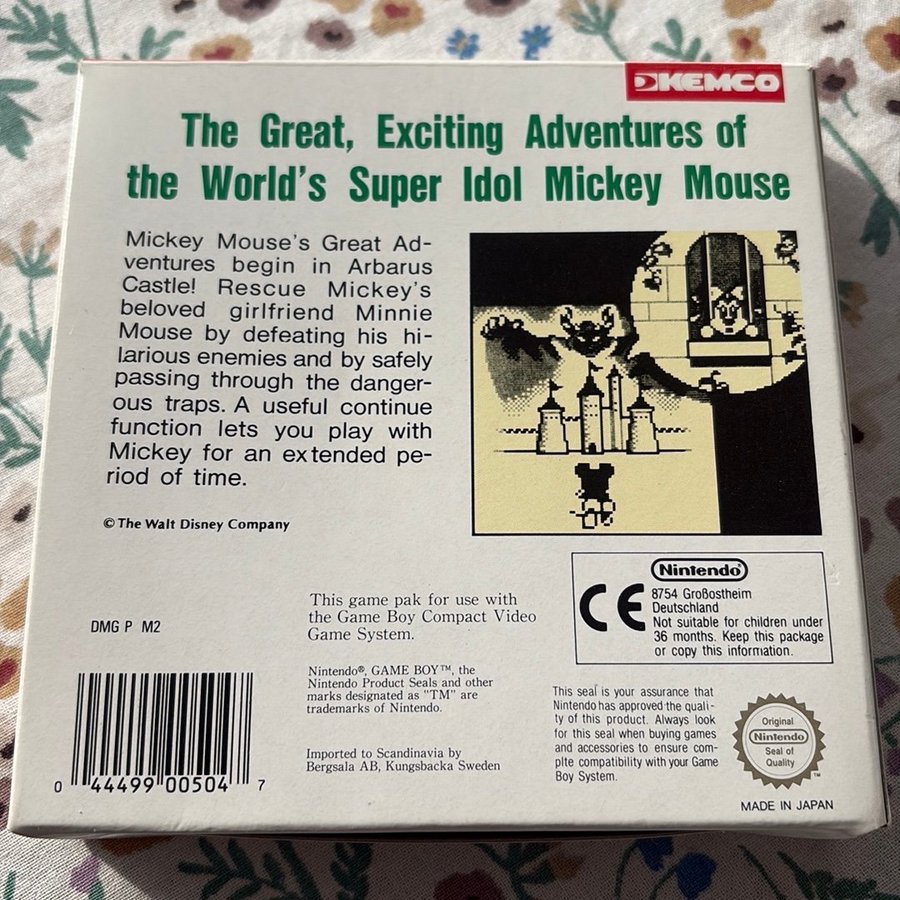 KEMCO
The Great, Exciting Adventures of
the World's Super Idol Mickey Mouse
Mickey Mouse's Great Ad-
ventures begin in Arbarus
Castle! Rescue Mickey's
beloved girlfriend Minnie
Mouse by defeating his hi-
larious enemies and by safely
passing through the danger-
ous traps. A useful continue
function lets you play with
Mickey for an extended pe-
riod of time.
© The Walt Disney Company
DMG P M2
This game pak for use with
the Game Boy Compact Video
Game System.
Nintendo®, GAME BOY™, the
Nintendo Product Seals and other
marks designated as "TM" are
trademarks of Nintendo.
Imported to Scandinavia by
Bergsala AB, Kungsbacka Sweden
0 44499 00504 7
CE
Nintendo®
8754 Großostheim
Deutschland
Not suitable for children under
36 months. Keep this package
or copy this information.
This seal is your assurance that
Nintendo has approved the quali-
ty of this product. Always look
for this seal when buying games
and accessories to ensure com-
plte compatibility with your Game
Boy System.
Original
Nintendo
Seal of
Quality
TM
MADE IN JAPAN